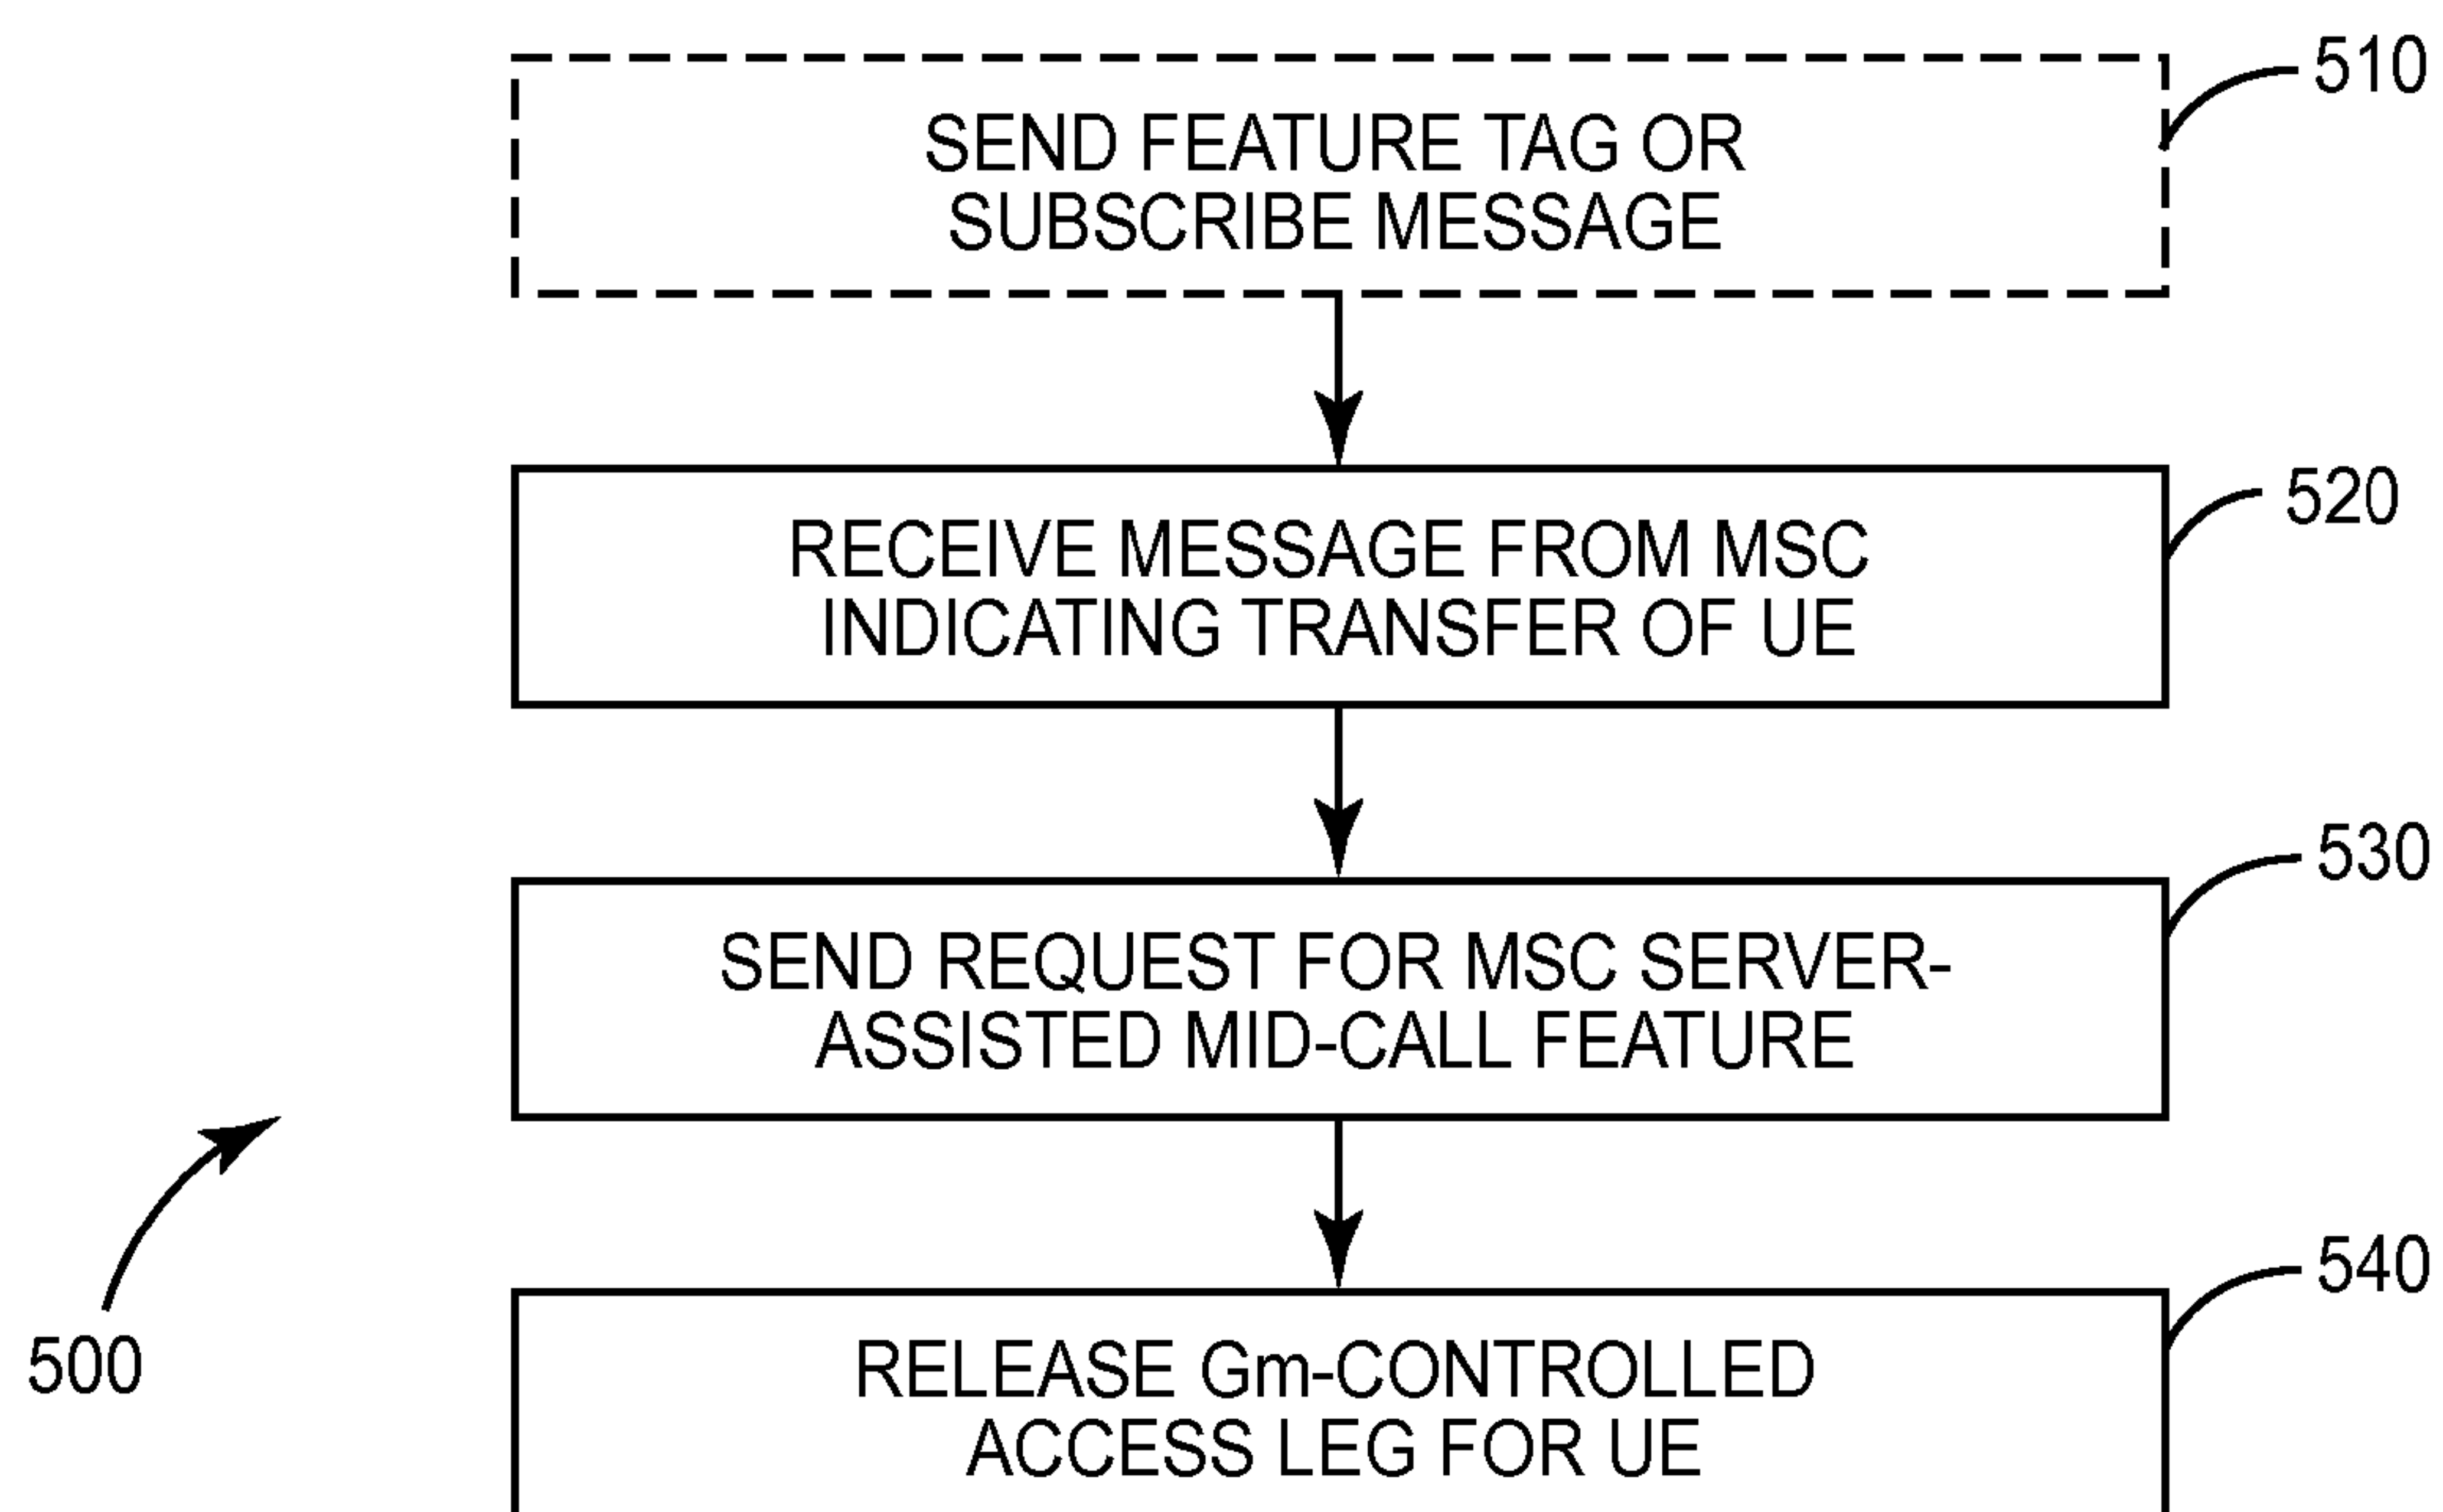 510
SEND FEATURE TAG OR
SUBSCRIBE MESSAGE
520
RECEIVE MESSAGE FROM MSC
INDICATING TRANSFER OF UE
530
SEND REQUEST FOR MSC SERVER-
ASSISTED MID-CALL FEATURE
540
RELEASE Gm-CONTROLLED
ACCESS LEG FOR UE
500